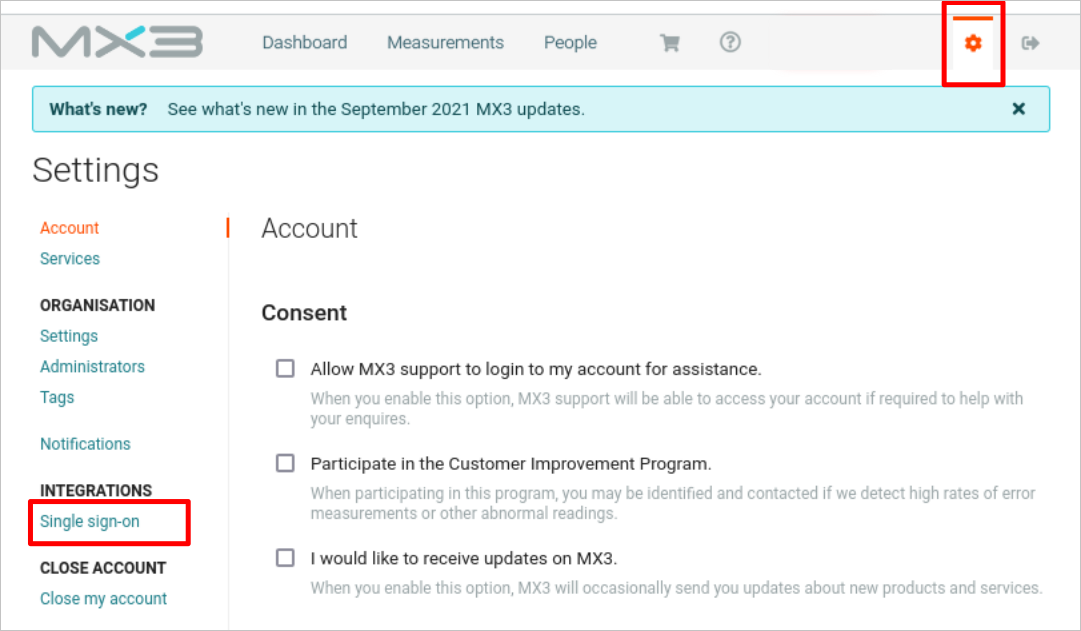 MX3
Dashboard Measurements People
What's new? See what's new in the September 2021 MX3 updates.
Settings
Account
Services
ORGANISATION
Settings
Administrators
Tags
Notifications
INTEGRATIONS
Single sign-on
CLOSE ACCOUNT
Close my account
Account
Consent
Allow MX3 support to login to my account for assistance.
When you enable this option, MX3 support will be able to access your account if required to help with
your enquires.
Participate in the Customer Improvement Program.
When participating in this program, you may be identified and contacted if we detect high rates of error
measurements or other abnormal readings.
I would like to receive updates on MX3.
When you enable this option, MX3 will occasionally send you updates about new products and services.